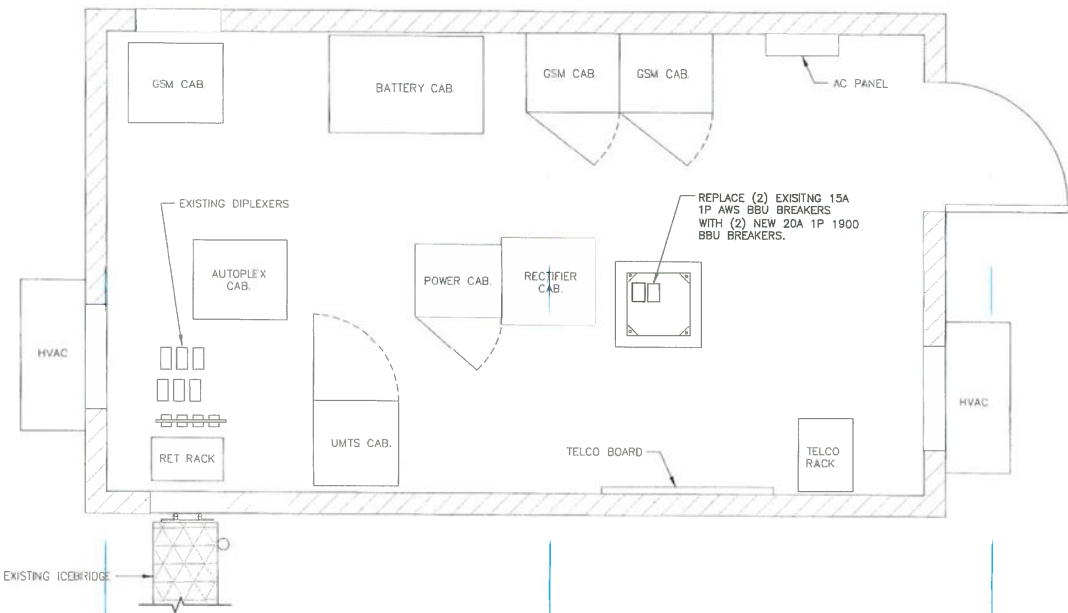 GSM CAB.
BATTERY CAB.
GSM CAB.
GSM CAB.
AC PANEL
EXISTING DIPLEXERS
REPLACE (2) EXISITNG 15A
1P AWS BBU BREAKERS
WITH (2) NEW 20A 1P 1900
BBU BREAKERS.
AUTOPLEX
CAB.
POWER CAB.
RECTIFIER
CAB.
HVAC
HVAC
UMTS CAB.
RET RACK
TELCO BOARD
TELCO
RACK
EXISTING ICEBRIDGE